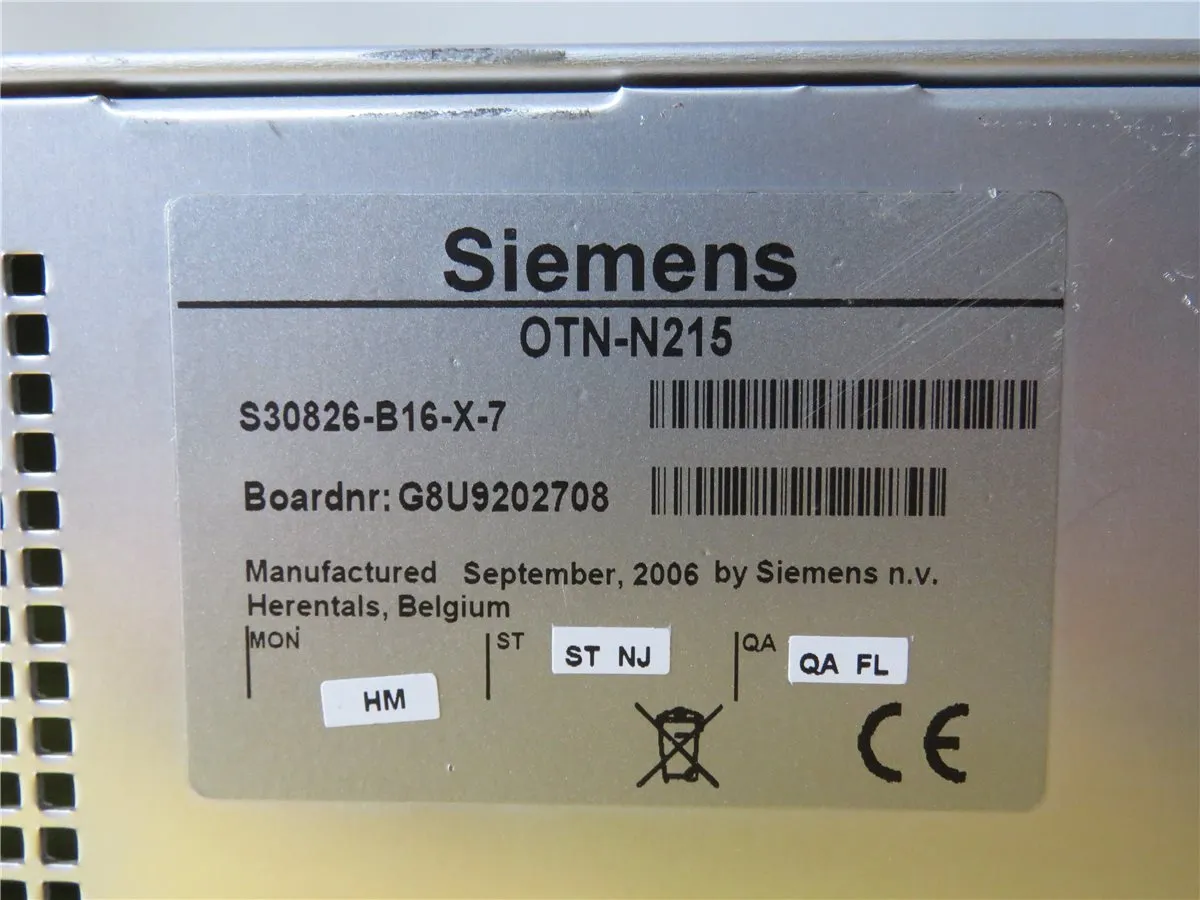 Siemens
OTN-N215
S30826-B16-X-7
Boardnr: G8U9202708
Manufactured September, 2006 by Siemens n.v.
Herentals, Belgium
MON ST QA
HM ST NJ QA FL
CE